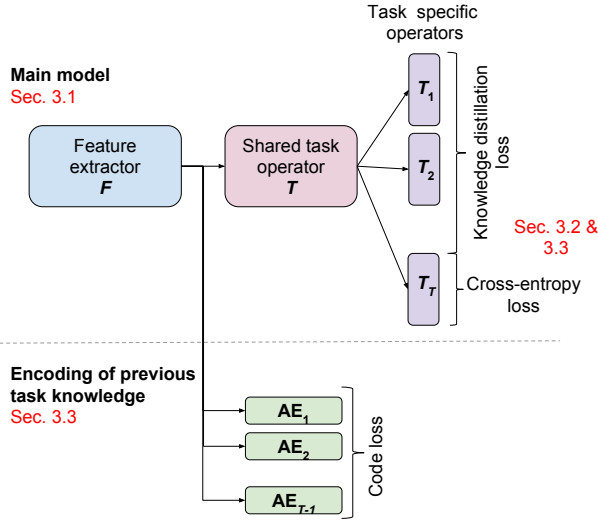 Task specific
operators
Main model
Sec. 3.1
Feature
extractor
F
Shared task
operator
T
T1
T2
TT
Knowledge distillation
loss
Sec. 3.2 &
3.3
Cross-entropy
loss
Encoding of previous
task knowledge
Sec. 3.3
AE1
AE2
AET-1
Code loss